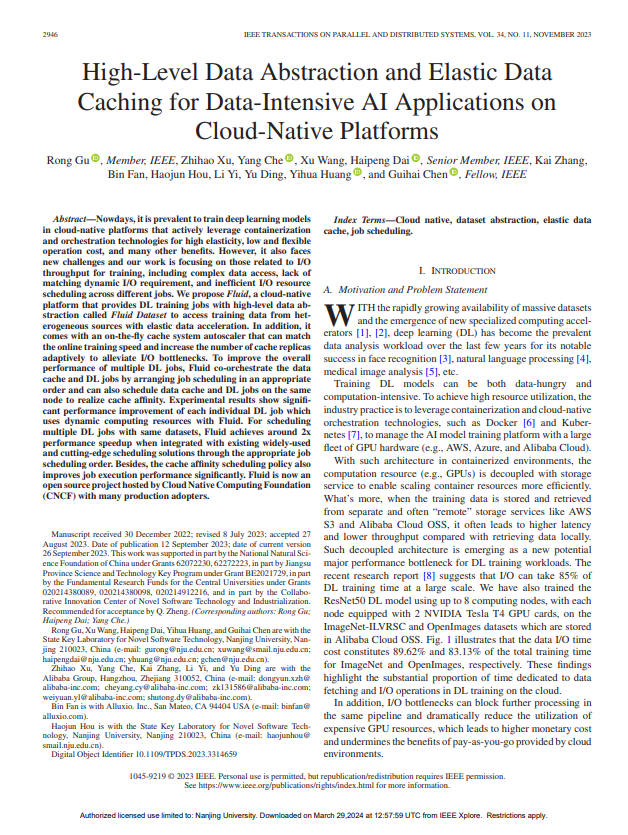 2946
IEEE TRANSACTIONS ON PARALLEL AND DISTRIBUTED SYSTEMS, VOL. 34, NO. 11, NOVEMBER 2023
High-Level Data Abstraction and Elastic Data
Caching for Data-Intensive AI Applications on
Cloud-Native Platforms
Rong Gu, Member, IEEE, Zhihao Xu, Yang Che, Xu Wang, Haipeng Dai, Senior Member, IEEE, Kai Zhang,
Bin Fan, Haojun Hou, Li Yi, Yu Ding, Yihua Huang, and Guihai Chen, Fellow, IEEE
Abstract—Nowdays, it is prevalent to train deep learning models
in cloud-native platforms that actively leverage containerization
and orchestration technologies for high elasticity, low and flexible
operation cost, and many other benefits. However, it also faces
new challenges and our work is focusing on those related to I/O
throughput for training, including complex data access, lack of
matching dynamic I/O requirement, and inefficient I/O resource
scheduling across different jobs. We propose Fluid, a cloud-native
platform that provides DL training jobs with high-level data ab-
straction called Fluid Dataset to access training data from het-
erogeneous sources with elastic data acceleration. In addition, it
comes with an on-the-fly cache system autoscaler that can match
the online training speed and increase the number of cache replicas
adaptively to alleviate I/O bottlenecks. To improve the overall
performance of multiple DL jobs, Fluid co-orchestrate the data
cache and DL jobs by arranging job scheduling in an appropriate
order and can also schedule data cache and DL jobs on the same
node to realize cache affinity. Experimental results show signi-
ficant performance improvement of each individual DL job which
uses dynamic computing resources with Fluid. For scheduling
multiple DL jobs with same datasets, Fluid achieves around 2x
performance speedup when integrated with existing widely-used
and cutting-edge scheduling solutions through the appropriate job
scheduling order. Besides, the cache affinity scheduling policy also
improves job execution performance significantly. Fluid is now an
open source project hosted by Cloud Native Computing Foundation
(CNCF) with many production adopters.
Manuscript received 30 December 2022; revised 8 July 2023; accepted 27
August 2023. Date of publication 12 September 2023; date of current version
26 September 2023. This work was supported in part by the National Natural Sci-
ence Foundation of China under Grants 62072230, 62272223, in part by Jiangsu
Province Science and Technology Key Program under Grant BE2021729, in part
by the Fundamental Research Funds for the Central Universities under Grants
020214380089, 020214380098, 020214912216, and in part by the Collabo-
rative Innovation Center of Novel Software Technology and Industrialization.
Recommended for acceptance by Q. Zheng. (Corresponding authors: Rong Gu;
Haipeng Dai; Yang Che.)
Rong Gu, Xu Wang, Haipeng Dai, Yihua Huang, and Guihai Chen are with the
State Key Laboratory for Novel Software Technology, Nanjing University, Nan-
jing 210023, China (e-mail: gurong@nju.edu.cn; xuwang@smail.nju.edu.cn;
haipengdai@nju.edu.cn; yhuang@nju.edu.cn; gchen@nju.edu.cn).
Zhihao Xu, Yang Che, Kai Zhang, Li Yi, and Yu Ding are with the
Alibaba Group, Hangzhou, Zhejiang 310052, China (e-mail: dongyun.xzh@
alibaba-inc.com; cheyang.cy@alibaba-inc.com; zk131586@alibaba-inc.com;
weiyuan.yl@alibaba-inc.com; shutong.dy@alibaba-inc.com).
Bin Fan is with Alluxio. Inc., San Mateo, CA 94404 USA (e-mail: binfan@
alluxio.com).
Haojun Hou is with the State Key Laboratory for Novel Software Tech-
nology, Nanjing University, Nanjing 210023, China (e-mail: haojunhou@
smail.nju.edu.cn).
Digital Object Identifier 10.1109/TPDS.2023.3314659
Index Terms—Cloud native, dataset abstraction, elastic data
cache, job scheduling.
I. INTRODUCTION
A. Motivation and Problem Statement
WITH the rapidly growing availability of massive datasets
and the emergence of new specialized computing accel-
erators [1], [2], deep learning (DL) has become the prevalent
data analysis workload over the last few years for its notable
success in face recognition [3], natural language processing [4],
medical image analysis [5], etc.
Training DL models can be both data-hungry and
computation-intensive. To achieve high resource utilization, the
industry practice is to leverage containerization and cloud-native
orchestration technologies, such as Docker [6] and Kuber-
netes [7], to manage the AI model training platform with a large
fleet of GPU hardware (e.g., AWS, Azure, and Alibaba Cloud).
With such architecture in containerized environments, the
computation resource (e.g., GPUs) is decoupled with storage
service to enable scaling container resources more efficiently.
What's more, when the training data is stored and retrieved
from separate and often “remote” storage services like AWS
S3 and Alibaba Cloud OSS, it often leads to higher latency
and lower throughput compared with retrieving data locally.
Such decoupled architecture is emerging as a new potential
major performance bottleneck for DL training workloads. The
recent research report [8] suggests that I/O can take 85% of
DL training time at a large scale. We have also trained the
ResNet50 DL model using up to 8 computing nodes, with each
node equipped with 2 NVIDIA Tesla T4 GPU cards, on the
ImageNet-ILVRSC and OpenImages datasets which are stored
in Alibaba Cloud OSS. Fig. 1 illustrates that the data I/O time
cost constitutes 89.62% and 83.13% of the total training time
for ImageNet and OpenImages, respectively. These findings
highlight the substantial proportion of time dedicated to data
fetching and I/O operations in DL training on the cloud.
In addition, I/O bottlenecks can block further processing in
the same pipeline and dramatically reduce the utilization of
expensive GPU resources, which leads to higher monetary cost
and undermines the benefits of pay-as-you-go provided by cloud
environments.
1045-9219 © 2023 IEEE. Personal use is permitted, but republication/redistribution requires IEEE permission.
See https://www.ieee.org/publications/rights/index.html for more information.
Authorized licensed use limited to: Nanjing University. Downloaded on March 29,2024 at 12:57:59 UTC from IEEE Xplore. Restrictions apply.